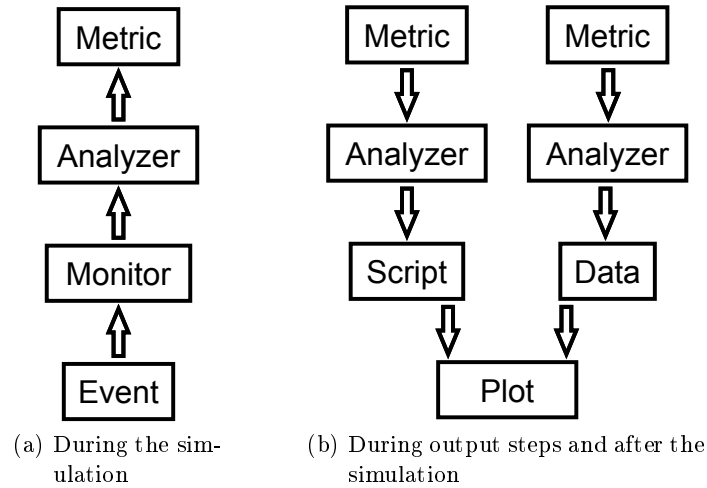 Metric
Analyzer
Monitor
Event
(a) During the sim-
ulation
Metric Metric
Analyzer Analyzer
Script Data
Plot
(b) During output steps and after the
simulation